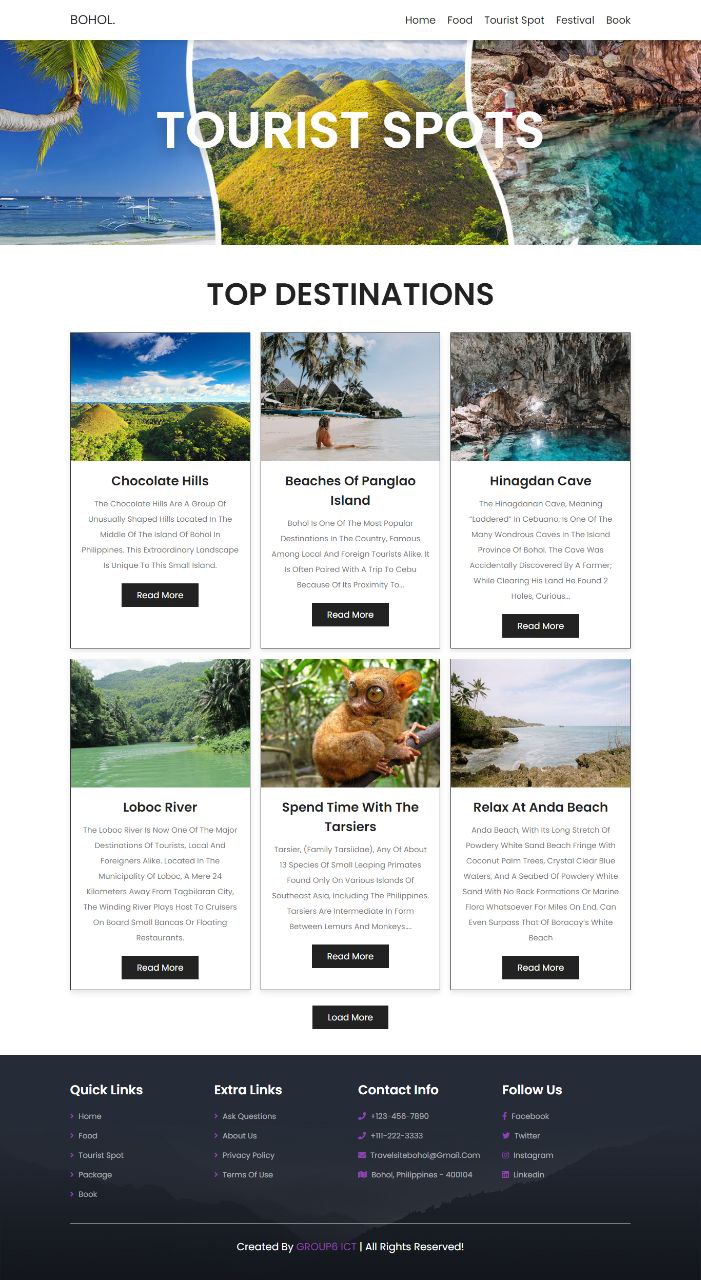 BOHOL.
Home Food Tourist Spot Festival Book
TOURIST SPOTS
TOP DESTINATIONS
Chocolate Hills
The Chocolate Hills Are A Group Of
Unusually Shaped Hills Located In The
Middle Of The Island Of Bohol In
Philippines. This Extraordinary Landscape
Is Unique To This Small Island.
Read More
Beaches Of Panglao
Island
Bohol Is One Of The Most Popular
Destinations In The Country, Famous
Among Local And Foreign Tourists Alike. It
Is Often Paired With A Trip To Cebu
Because Of Its Proximity To...
Read More
Hinagdan Cave
The Hinagdanan Cave, Meaning
"Laddered" In Cebuano, Is One Of The
Many Wondrous Caves In The Island
Province Of Bohol. The Cave Was
Accidentally Discovered By A Farmer;
While Clearing His Land He Found 2
Holes, Curious...
Read More
Loboc River
The Loboc River Is Now One Of The Major
Destinations Of Tourists, Local And
Foreigners Alike. Located In The
Municipality Of Loboc, A Mere 24
Kilometers Away From Tagbilaran City,
The Winding River Plays Host To Cruisers
On Board Small Bancas Or Floating
Restaurants.
Read More
Spend Time With The
Tarsiers
Tarsier, (Family Tarsiidae), Any Of About
13 Species Of Small Leaping Primates
Found Only On Various Islands Of
Southeast Asia, Including The Philippines.
Tarsiers Are Intermediate In Form
Between Lemurs And Monkeys....
Read More
Relax At Anda Beach
Anda Beach, With Its Long Stretch Of
Powdery White Sand Beach Fringe With
Coconut Palm Trees, Crystal Clear Blue
Waters, And A Seabed Of Powdery White
Sand With No Rock Formations Or Marine
Flora Whatsoever For Miles On End, Can
Even Surpass That Of Boracay's White
Beach
Read More
Load More
Quick Links
Home
Food
Tourist Spot
Package
Book
Extra Links
Ask Questions
About Us
Privacy Policy
Terms Of Use
Contact Info
+123-456-7890
+111-222-3333
Travelsitebohol@Gmail.Com
Bohol, Philippines - 400104
Follow Us
Facebook
Twitter
Instagram
Linkedin
Created By GROUP6 ICT | All Rights Reserved!